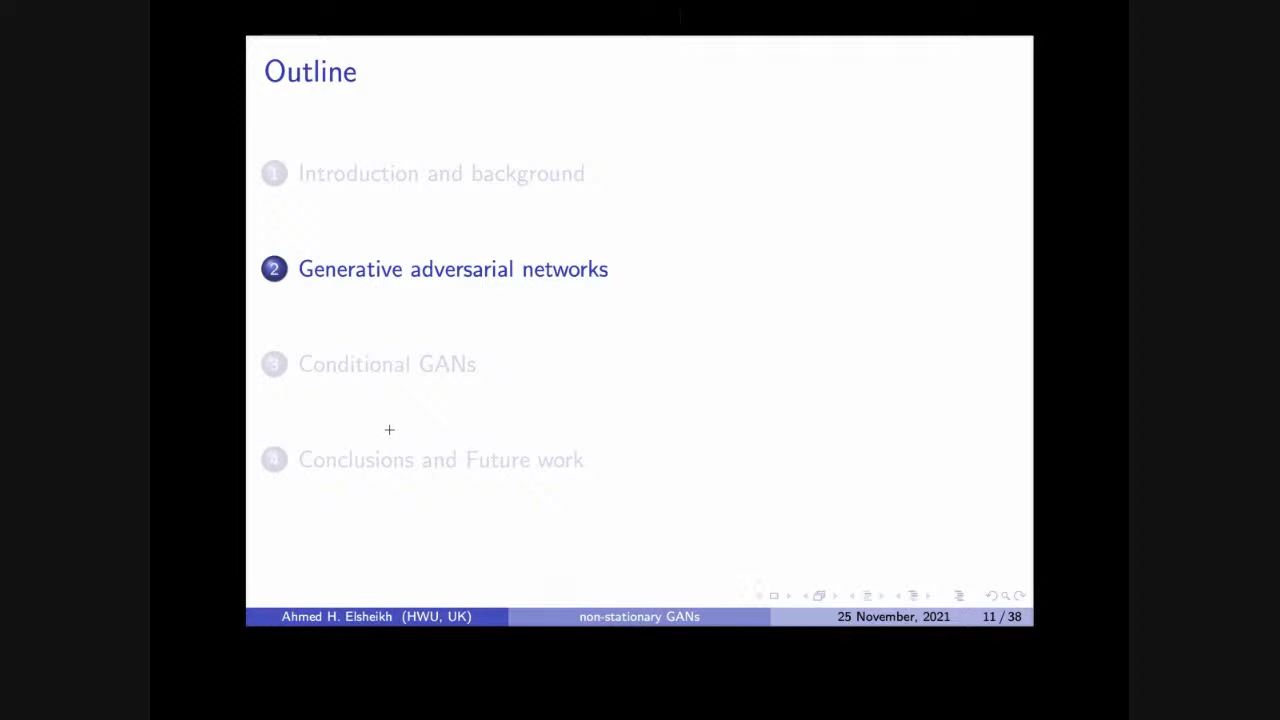 Outline
1 Introduction and background
2 Generative adversarial networks
3 Conditional GANs
4 Conclusions and Future work
Ahmed H. Elsheikh (HWU, UK) non-stationary GANs 25 November, 2021 11 / 38